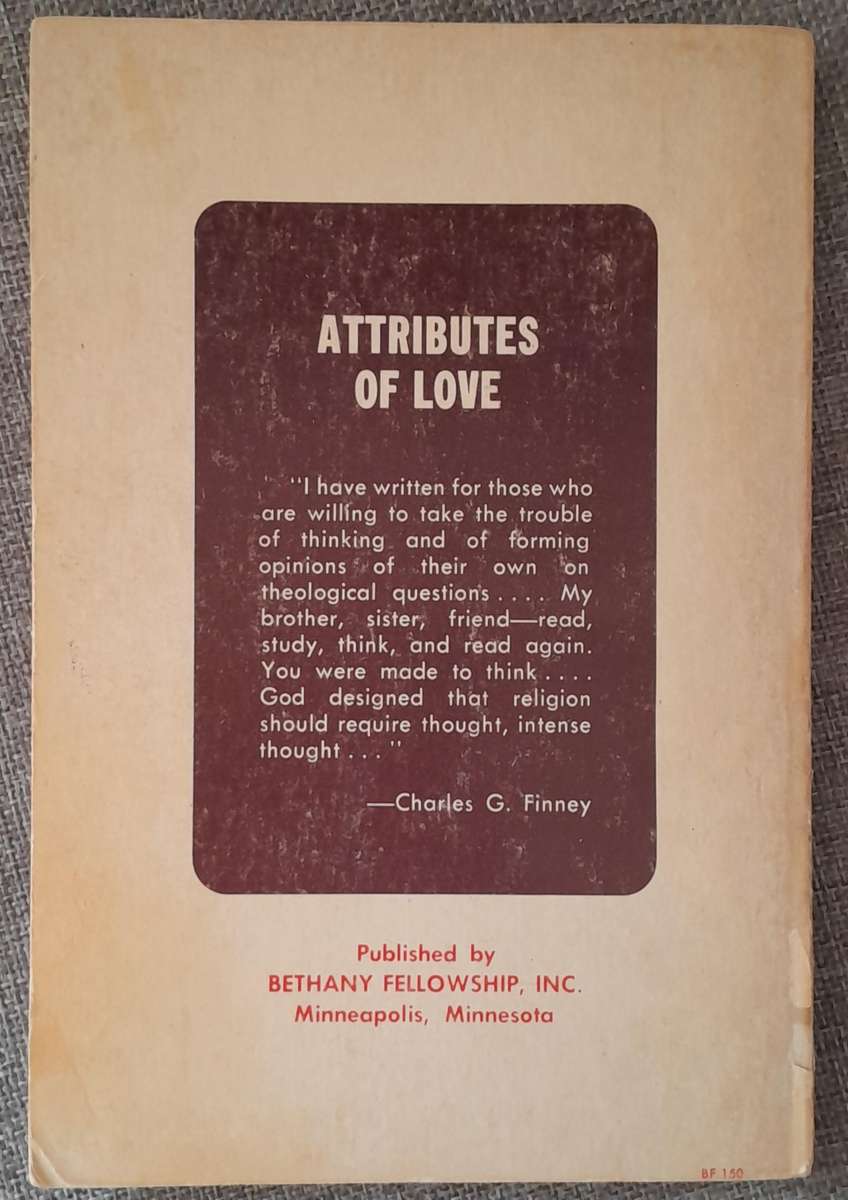 ATTRIBUTES
OF LOVE
"I have written for those who
are willing to take the trouble
of thinking and of forming
opinions of their own on
theological questions . . . . My
brother, sister, friend—read,
study, think, and read again.
You were made to think . . . .
God designed that religion
should require thought, intense
thought . . . "
—Charles G. Finney
Published by
BETHANY FELLOWSHIP, INC.
Minneapolis, Minnesota
BF 150